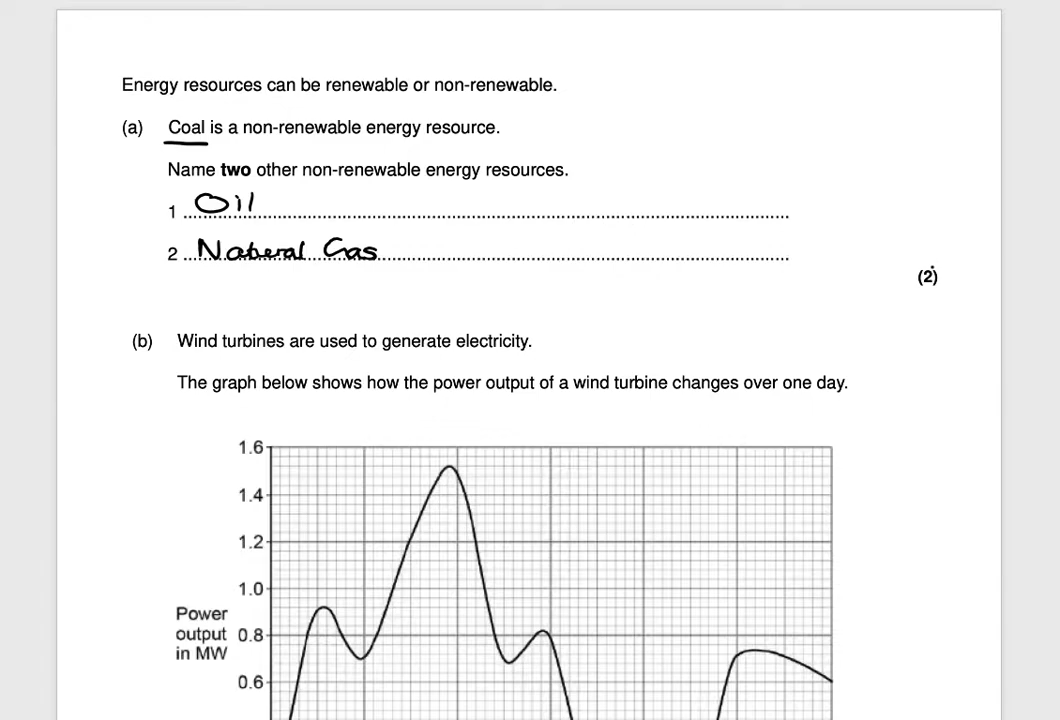 Energy resources can be renewable or non-renewable.
(a) Coal is a non-renewable energy resource.
Name two other non-renewable energy resources.
1 Oil
2 Natural Gas
(2)
(b) Wind turbines are used to generate electricity.
The graph below shows how the power output of a wind turbine changes over one day.
1.6
1.4
1.2
1.0
Power
output 0.8
in MW
0.6